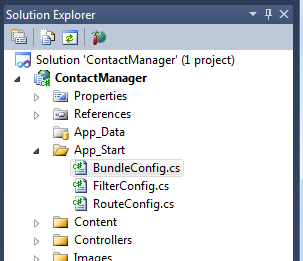 Solution Explorer
Solution 'ContactManager' (1 project)
ContactManager
Properties
References
App_Data
App_Start
BundleConfig.cs
FilterConfig.cs
RouteConfig.cs
Content
Controllers
Images